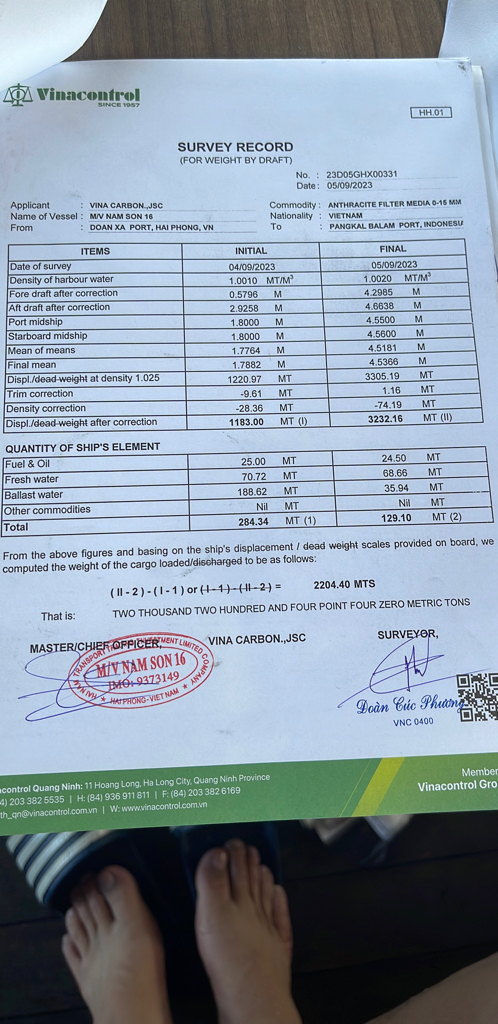 Vinacontrol
SINCE 1957
HH.01
SURVEY RECORD
(FOR WEIGHT BY DRAFT)
No. : 23D05GHX00331
Date : 05/09/2023
Applicant : VINA CARBON.,JSC Commodity : ANTHRACITE FILTER MEDIA 0-15 MM
Name of Vessel : M/V NAM SON 16 Nationality : VIETNAM
From : DOAN XA PORT, HAI PHONG, VN To : PANGKAL BALAM PORT, INDONESI
ITEMS INITIAL FINAL
Date of survey 04/09/2023 05/09/2023
Density of harbour water 1.0010 MT/M³ 1.0020 MT/M³
Fore draft after correction 0.5796 M 4.2985 M
Aft draft after correction 2.9258 M 4.6638 M
Port midship 1.8000 M 4.5500 M
Starboard midship 1.8000 M 4.5600 M
Mean of means 1.7764 M 4.5181 M
Final mean 1.7882 M 4.5366 M
Displ./dead weight at density 1.025 1220.97 MT 3305.19 MT
Trim correction -9.61 MT 1.16 MT
Density correction -28.36 MT -74.19 MT
Displ./dead weight after correction 1183.00 MT (I) 3232.16 MT (II)
QUANTITY OF SHIP'S ELEMENT
Fuel & Oil 25.00 MT 24.50 MT
Fresh water 70.72 MT 68.66 MT
Ballast water 188.62 MT 35.94 MT
Other commodities Nil MT Nil MT
Total 284.34 MT (1) 129.10 MT (2)
From the above figures and basing on the ship's displacement / dead weight scales provided on board, we
computed the weight of the cargo loaded/discharged to be as follows:
( II - 2 ) - ( I - 1 ) or ( I - 1 ) - ( II - 2 ) = 2204.40 MTS
That is: TWO THOUSAND TWO HUNDRED AND FOUR POINT FOUR ZERO METRIC TONS
MASTER/CHIEF OFFICER, VINA CARBON.,JSC SURVEYOR,
M/V NAM SON 16
IMO: 9373149
HAI PHONG - VIET NAM
Doàn Cúc Phương
VNC 0400
control Quang Ninh: 11 Hoang Long, Ha Long City, Quang Ninh Province
4) 203 382 5535 | H: (84) 936 911 811 | F: (84) 203 382 6169
th_qn@vinacontrol.com.vn | W: www.vinacontrol.com.vn
Member
Vinacontrol Gro